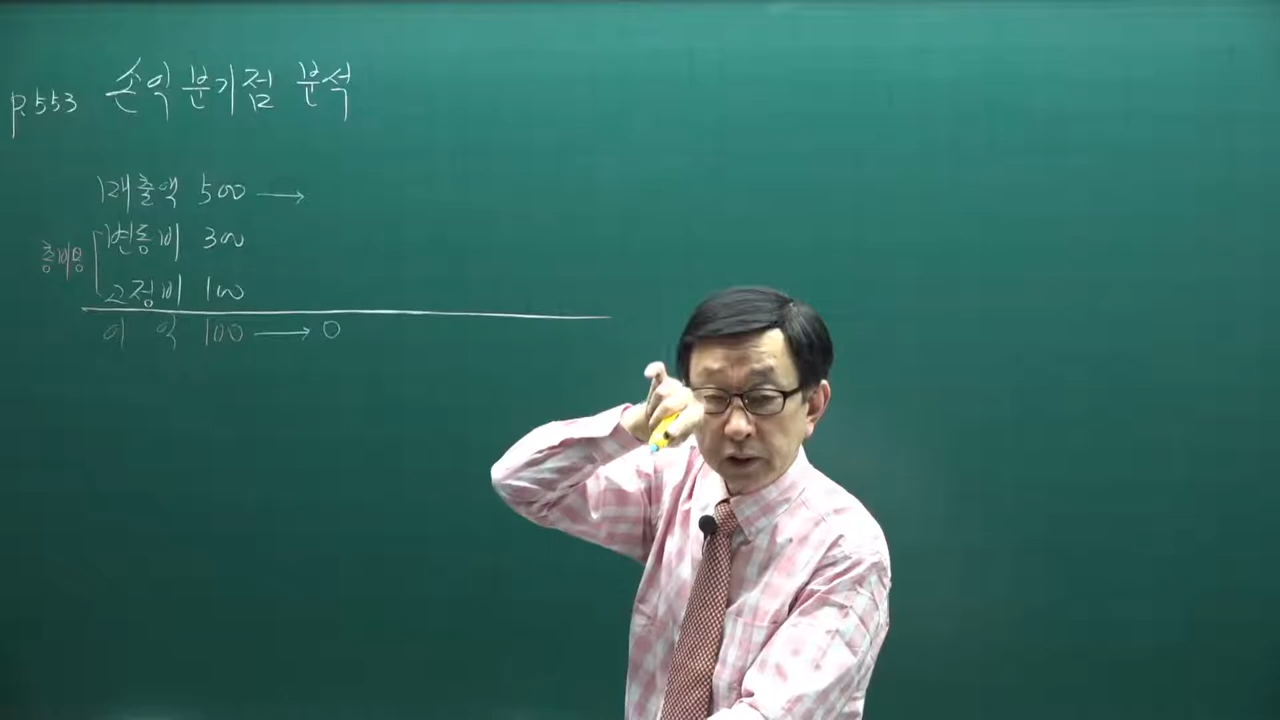 p.553 손익분기점 분석
매출액 500 →
변동비 300
총비용
고정비 100
이 익 100 → 0